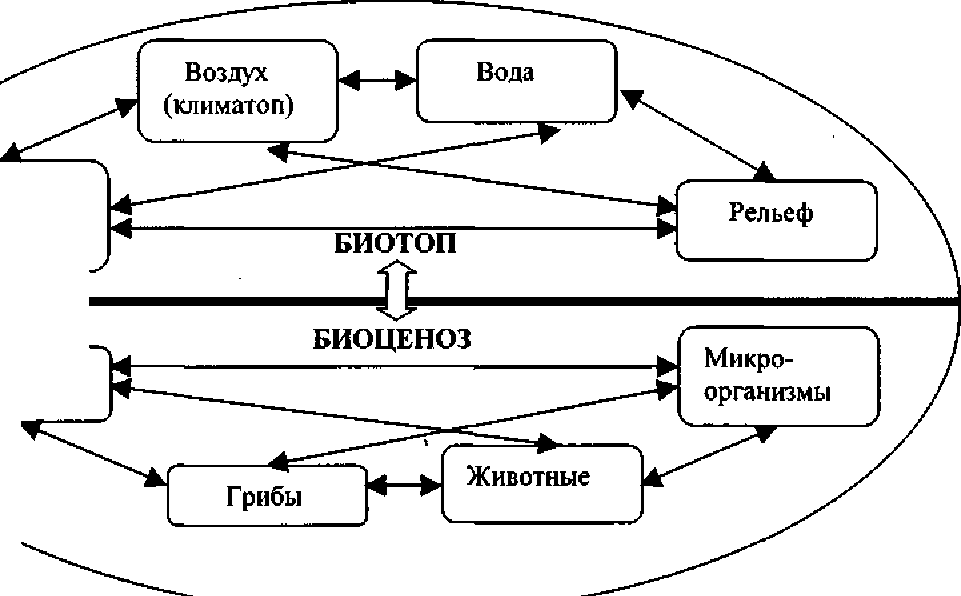 Воздух
(климатоп)
Вода
Рельеф
БИОТОП
БИОЦЕНОЗ
Микро-
организмы
Животные
Грибы